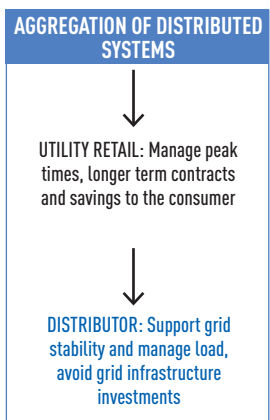 AGGREGATION OF DISTRIBUTED
SYSTEMS
UTILITY RETAIL: Manage peak
times, longer term contracts
and savings to the consumer
DISTRIBUTOR: Support grid
stability and manage load,
avoid grid infrastructure
investments